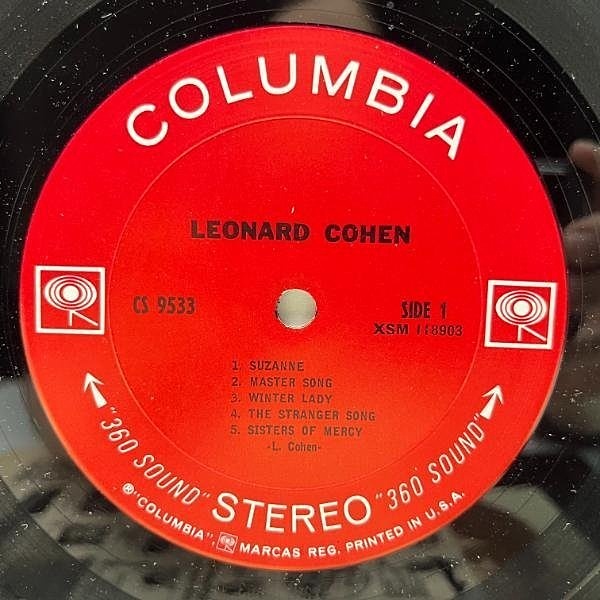 COLUMBIA
LEONARD COHEN
CS 9533
SIDE 1
XSM 118903
1. SUZANNE
2. MASTER SONG
3. WINTER LADY
4. THE STRANGER SONG
5. SISTERS OF MERCY
-L. Cohen-
"360 SOUND" STEREO "360 SOUND"
® "COLUMBIA", MARCAS REG. PRINTED IN U.S.A.